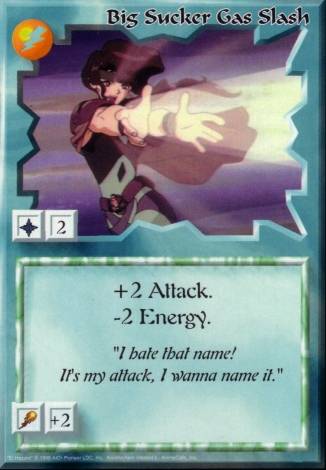 Big Sucker Gas Slash
2
+2 Attack.
-2 Energy.
"I hate that name!
It's my attack, I wanna name it."
+2